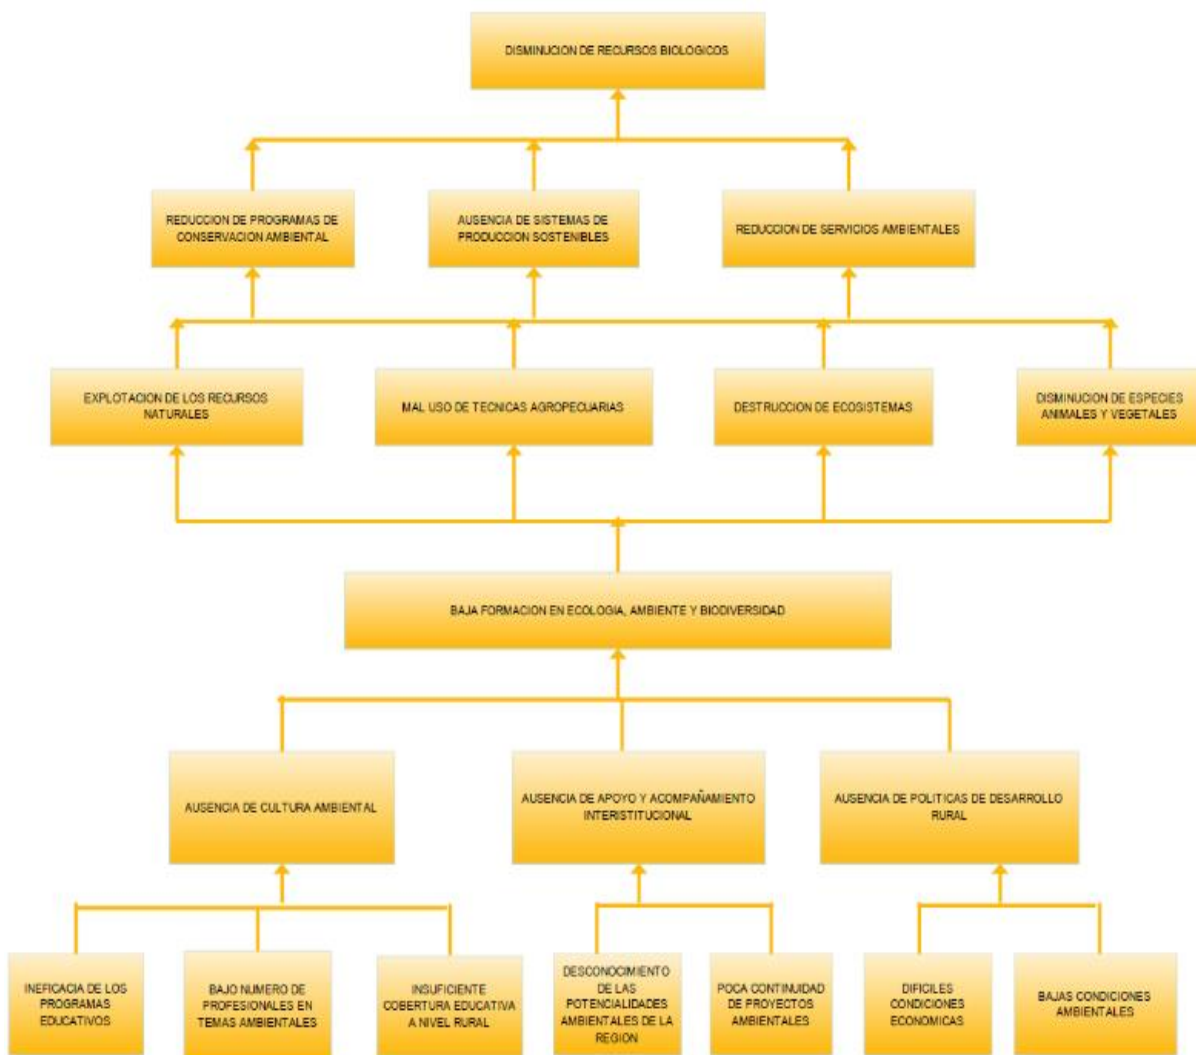 DISMINUCION DE RECURSOS BIOLOGICOS
REDUCCION DE PROGRAMAS DE
CONSERVACION AMBIENTAL
AUSENCIA DE SISTEMAS DE
PRODUCCION SOSTENIBLES
REDUCCION DE SERVICIOS AMBIENTALES
EXPLOTACION DE LOS RECURSOS
NATURALES
MAL USO DE TECNICAS AGROPECUARIAS
DESTRUCCION DE ECOSISTEMAS
DISMINUCION DE ESPECIES
ANIMALES Y VEGETALES
BAJA FORMACION EN ECOLOGIA, AMBIENTE Y BIODIVERSIDAD
AUSENCIA DE CULTURA AMBIENTAL
AUSENCIA DE APOYO Y ACOMPAÑAMIENTO
INTERISTITUCIONAL
AUSENCIA DE POLITICAS DE DESARROLLO
RURAL
INEFICACIA DE LOS
PROGRAMAS
EDUCATIVOS
BAJO NUMERO DE
PROFESIONALES EN
TEMAS AMBIENTALES
INSUFICIENTE
COBERTURA EDUCATIVA
A NIVEL RURAL
DESCONOCIMIENTO
DE LAS
POTENCIALIDADES
AMBIENTALES DE LA
REGION
POCA CONTINUIDAD
DE PROYECTOS
AMBIENTALES
DIFICILES
CONDICIONES
ECONOMICAS
BAJAS CONDICIONES
AMBIENTALES